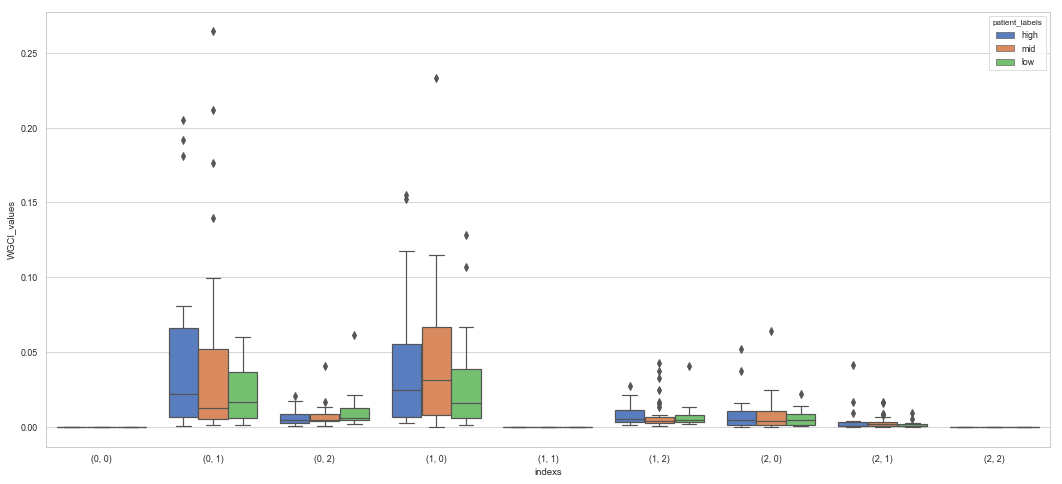 patient_labels
high
mid
low
0.25
0.20
0.15
0.10
0.05
0.00
WGCI_values
(0, 0) (0, 1) (0, 2) (1, 0) (1, 1) (1, 2) (2, 0) (2, 1) (2, 2)
indexs